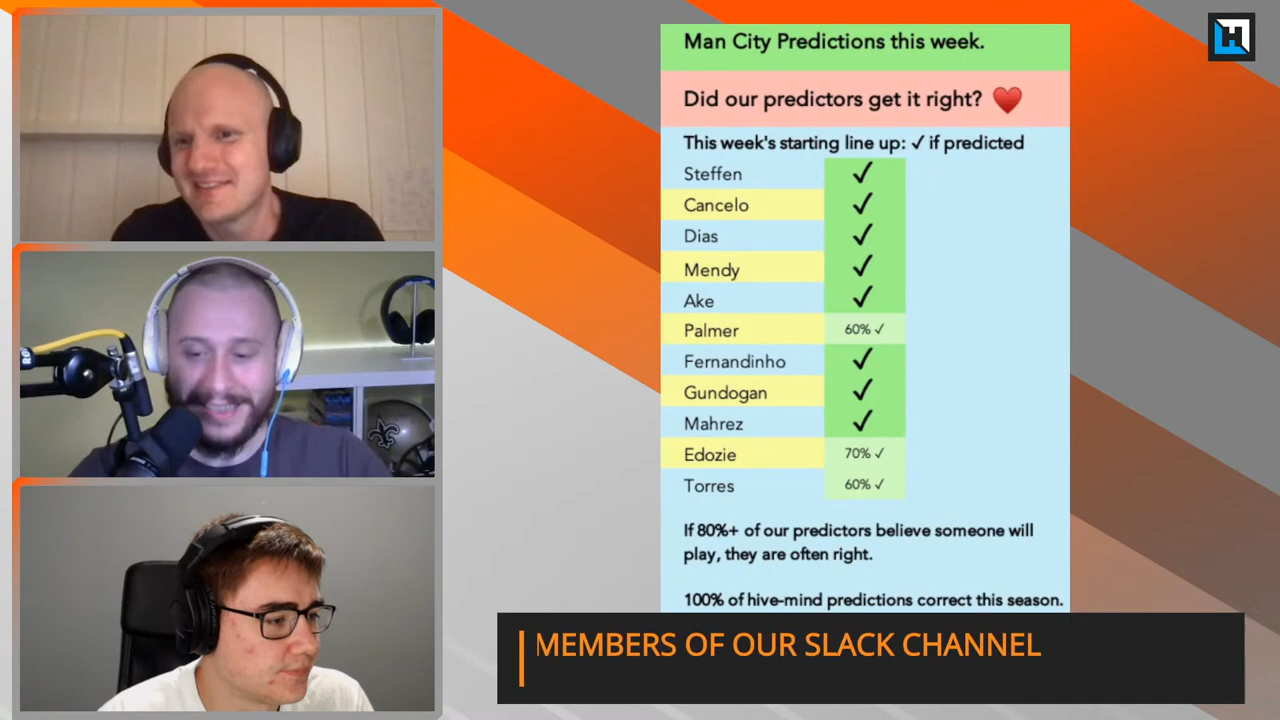 Man City Predictions this week.
Did our predictors get it right? ❤️
This week's starting line up: ✓ if predicted
Steffen ✓
Cancelo ✓
Dias ✓
Mendy ✓
Ake ✓
Palmer 60% ✓
Fernandinho ✓
Gundogan ✓
Mahrez ✓
Edozie 70% ✓
Torres 60% ✓
If 80%+ of our predictors believe someone will
play, they are often right.
100% of hive-mind predictions correct this season.
MEMBERS OF OUR SLACK CHANNEL